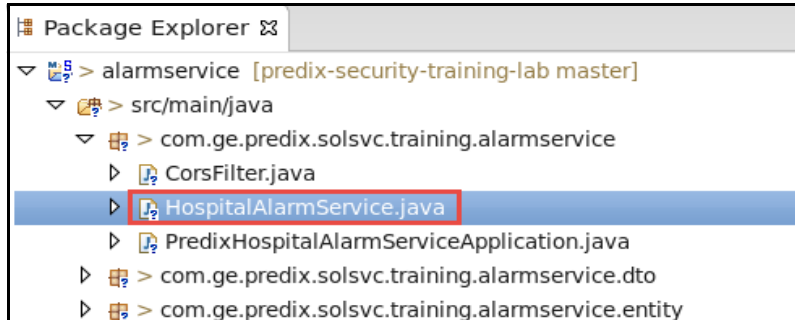 Package Explorer
> alarmservice [predix-security-training-lab master]
> src/main/java
> com.ge.predix.solsvc.training.alarmservice
CorsFilter.java
HospitalAlarmService.java
PredixHospitalAlarmServiceApplication.java
> com.ge.predix.solsvc.training.alarmservice.dto
> com.ge.predix.solsvc.training.alarmservice.entity